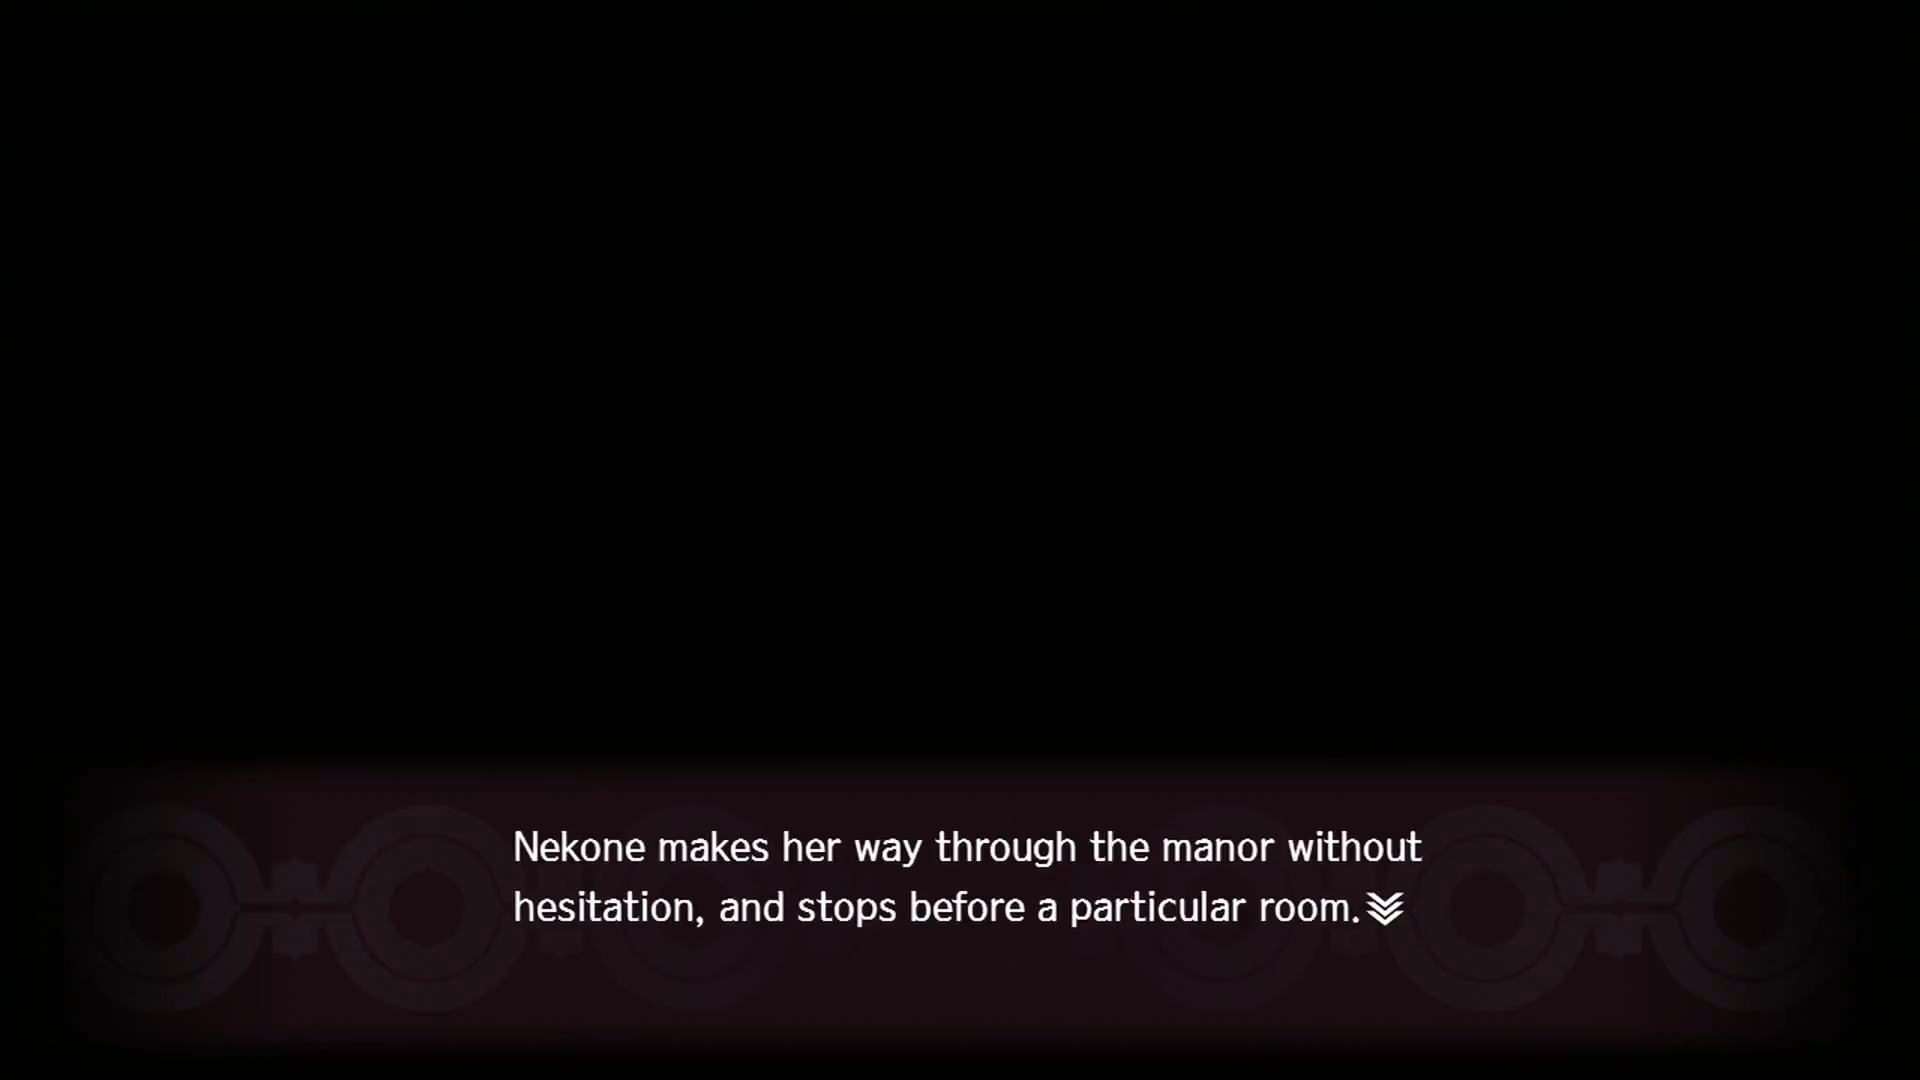 Nekone makes her way through the manor without
hesitation, and stops before a particular room.